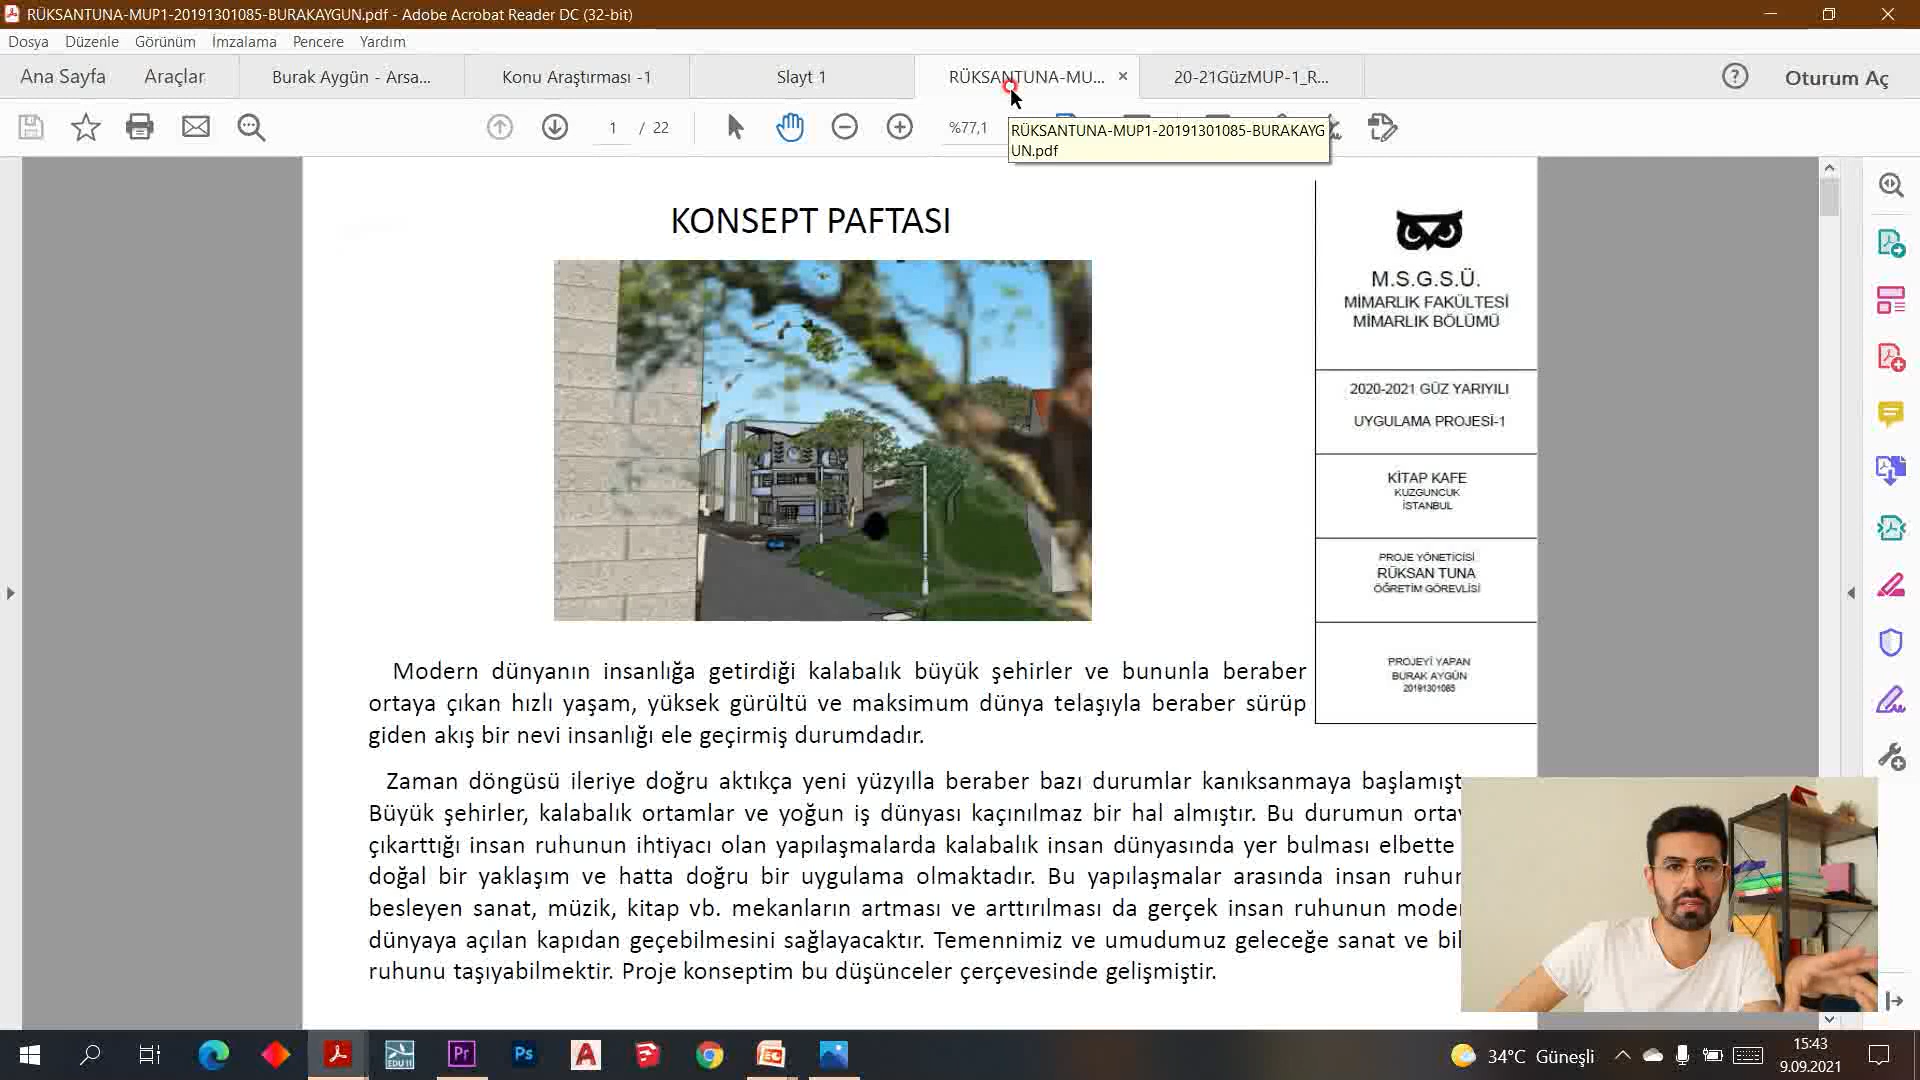 RÜKSANTUNA-MUP1-20191301085-BURAKAYGUN.pdf - Adobe Acrobat Reader DC (32-bit)
Dosya Düzenle Görünüm İmzalama Pencere Yardım
Ana Sayfa Araçlar Burak Aygün - Arsa... Konu Araştırması -1 Slayt 1 RÜKSANTUNA-MU... 20-21GüzMUP-1_R... Oturum Aç
1 / 22 %77,1
RÜKSANTUNA-MUP1-20191301085-BURAKAYG
UN.pdf
KONSEPT PAFTASI
M.S.G.S.Ü.
MİMARLIK FAKÜLTESİ
MİMARLIK BÖLÜMÜ
2020-2021 GÜZ YARIYILI
UYGULAMA PROJESİ-1
KİTAP KAFE
KUZGUNCUK
İSTANBUL
PROJE YÖNETİCİSİ
RÜKSAN TUNA
ÖĞRETİM GÖREVLİSİ
PROJEYİ YAPAN
BURAK AYGÜN
20191301085
Modern dünyanın insanlığa getirdiği kalabalık büyük şehirler ve bununla beraber
ortaya çıkan hızlı yaşam, yüksek gürültü ve maksimum dünya telaşıyla beraber sürüp
giden akış bir nevi insanlığı ele geçirmiş durumdadır.
Zaman döngüsü ileriye doğru aktıkça yeni yüzyılla beraber bazı durumlar kanıksanmaya başlamışt
Büyük şehirler, kalabalık ortamlar ve yoğun iş dünyası kaçınılmaz bir hal almıştır. Bu durumun ortay
çıkarttığı insan ruhunun ihtiyacı olan yapılaşmalarda kalabalık insan dünyasında yer bulması elbette
doğal bir yaklaşım ve hatta doğru bir uygulama olmaktadır. Bu yapılaşmalar arasında insan ruhun
besleyen sanat, müzik, kitap vb. mekanların artması ve arttırılması da gerçek insan ruhunun moder
dünyaya açılan kapıdan geçebilmesini sağlayacaktır. Temennimiz ve umudumuz geleceğe sanat ve bil
ruhunu taşıyabilmektir. Proje konseptim bu düşünceler çerçevesinde gelişmiştir.
EDU 11 Pr Ps A
34°C Güneşli
15:43
9.09.2021